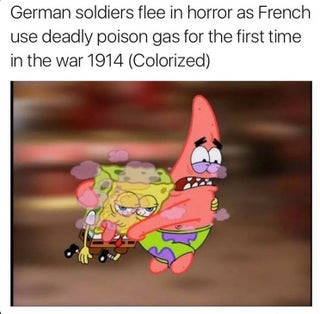 German soldiers flee in horror as French
use deadly poison gas for the first time
in the war 1914 (Colorized)